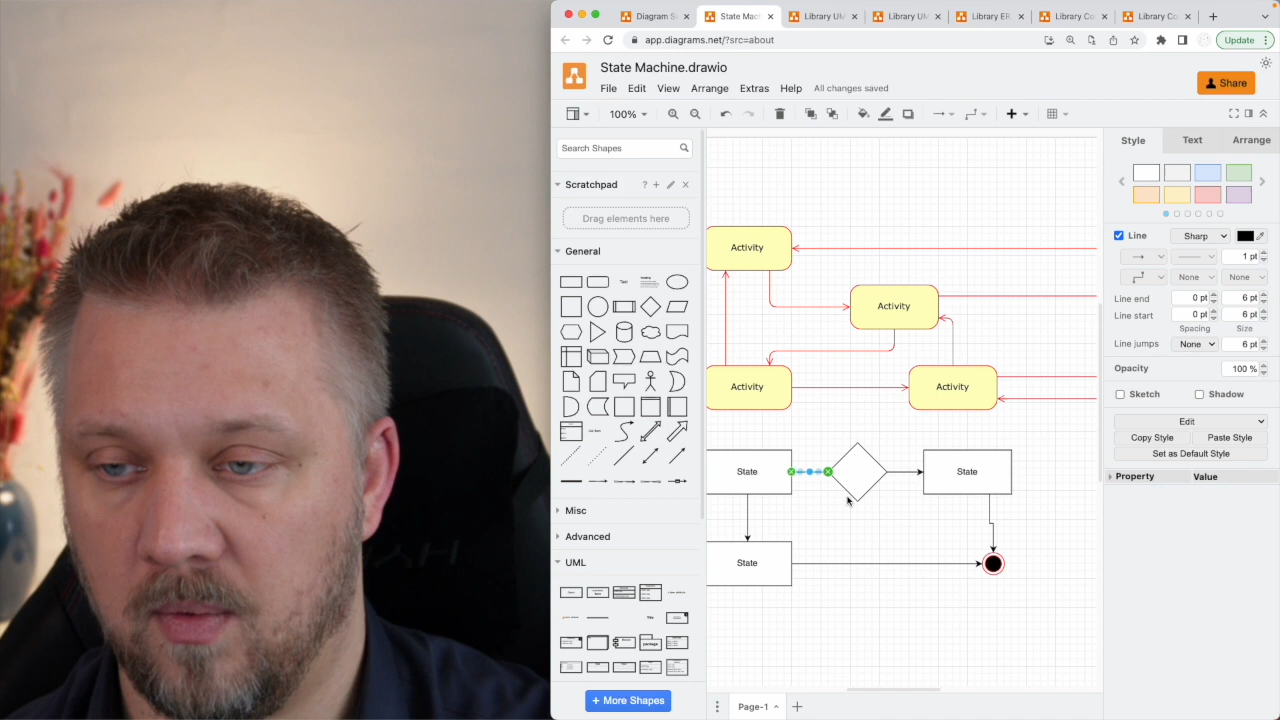 Diagram S
State Mac
Library UM
Library UM
Library ER
Library Co
Library Co
app.diagrams.net/?src=about
Update
State Machine.drawio
File Edit View Arrange Extras Help All changes saved
Share
100%
Search Shapes
Scratchpad
Drag elements here
General
Text
Misc
Advanced
UML
+ More Shapes
Activity
Activity
Activity
Activity
State
State
State
Page-1
Style Text Arrange
Line Sharp
1 pt
None None
Line end 0 pt 6 pt
Line start 0 pt 6 pt
Spacing Size
Line jumps None 6 pt
Opacity 100 %
Sketch Shadow
Edit
Copy Style Paste Style
Set as Default Style
Property Value